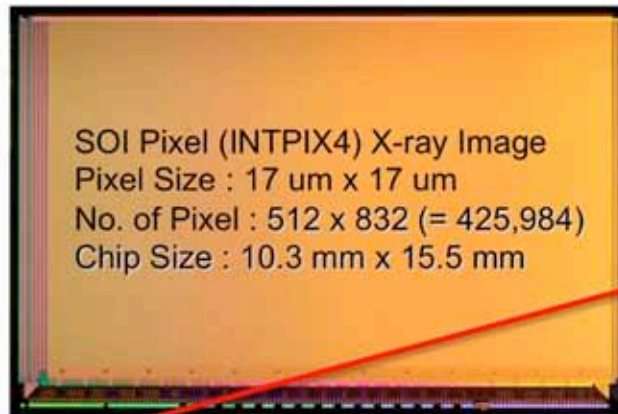 SOI Pixel (INTPIX4) X-ray Image
Pixel Size : 17 um x 17 um
No. of Pixel : 512 x 832 (= 425,984)
Chip Size : 10.3 mm x 15.5 mm